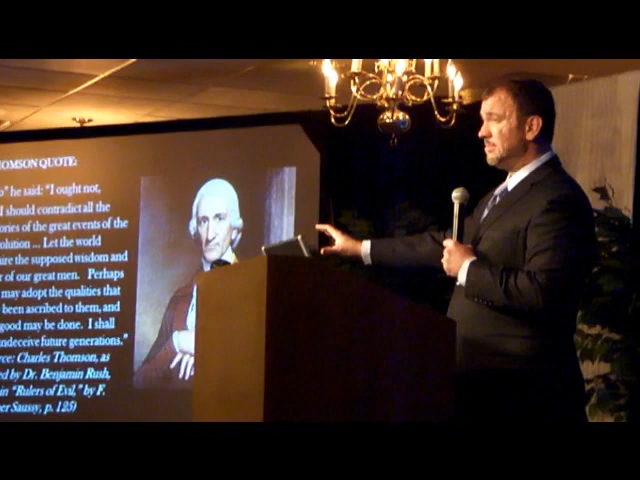 OMSON QUOTE:
o” he said: “I ought not,
I should contradict all the
ories of the great events of the
olution ... Let the world
ire the supposed wisdom and
r of our great men. Perhaps
may adopt the qualities that
been ascribed to them, and
good may be done. I shall
undeceive future generations.”
rce: Charles Thomson, as
ed by Dr. Benjamin Rush,
in “Rulers of Evil,” by F.
er Saussy, p. 125)